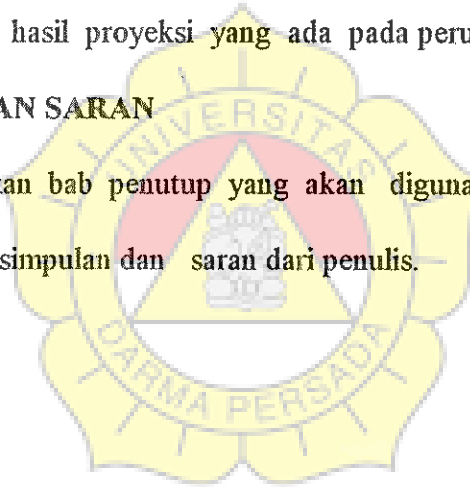 hasil proyeksi yang ada pada peru
AN SARAN
kan bab penutup yang akan diguna
simpulan dan saran dari penulis.
UNIVERSITAS
DARMA PERSADA